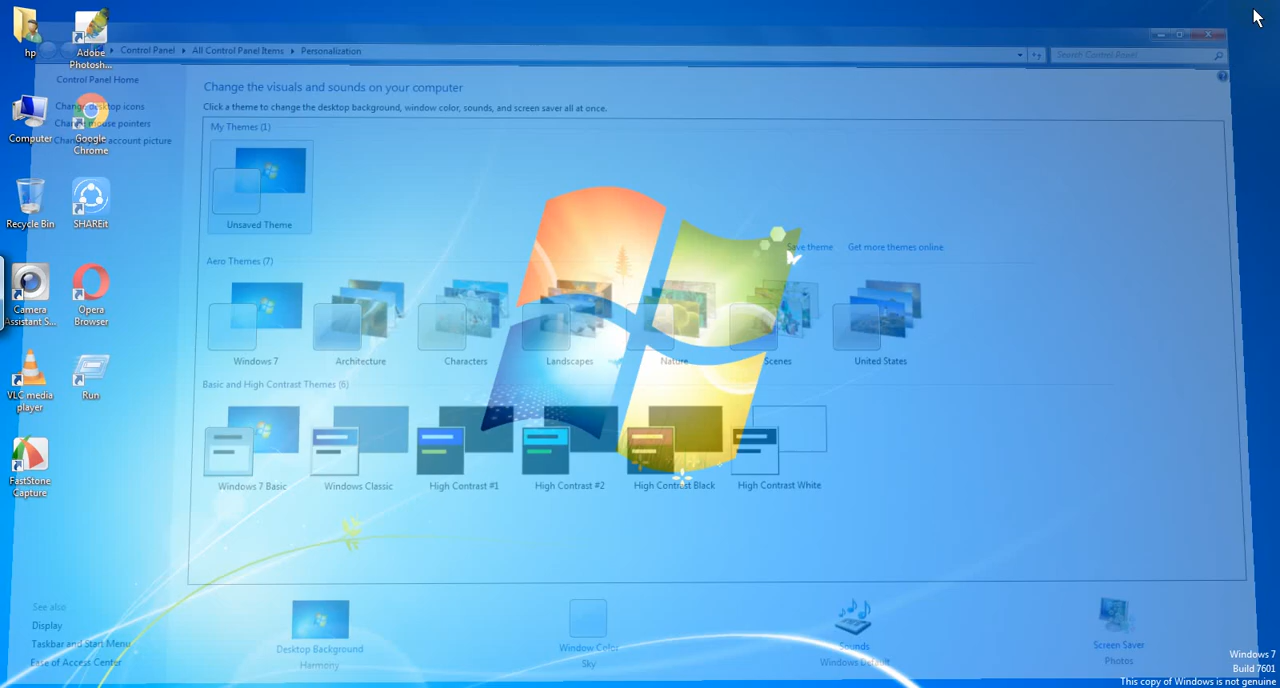 hp
Adobe
Photosh...
Computer
Google
Chrome
Recycle Bin
SHAREit
Camera
Assistant S...
Opera
Browser
VLC media
player
Run
FastStone
Capture
Control Panel
All Control Panel Items
Personalization
Search Control Panel
Control Panel Home
Change desktop icons
Change mouse pointers
Change your account picture
Change the visuals and sounds on your computer
Click a theme to change the desktop background, window color, sounds, and screen saver all at once.
My Themes (1)
Unsaved Theme
Save theme
Get more themes online
Aero Themes (7)
Windows 7
Architecture
Characters
Landscapes
Nature
Scenes
United States
Basic and High Contrast Themes (6)
Windows 7 Basic
Windows Classic
High Contrast #1
High Contrast #2
High Contrast Black
High Contrast White
See also
Display
Taskbar and Start Menu
Ease of Access Center
Desktop Background
Harmony
Window Color
Sky
Sounds
Windows Default
Screen Saver
Photos
Windows 7
Build 7601
This copy of Windows is not genuine